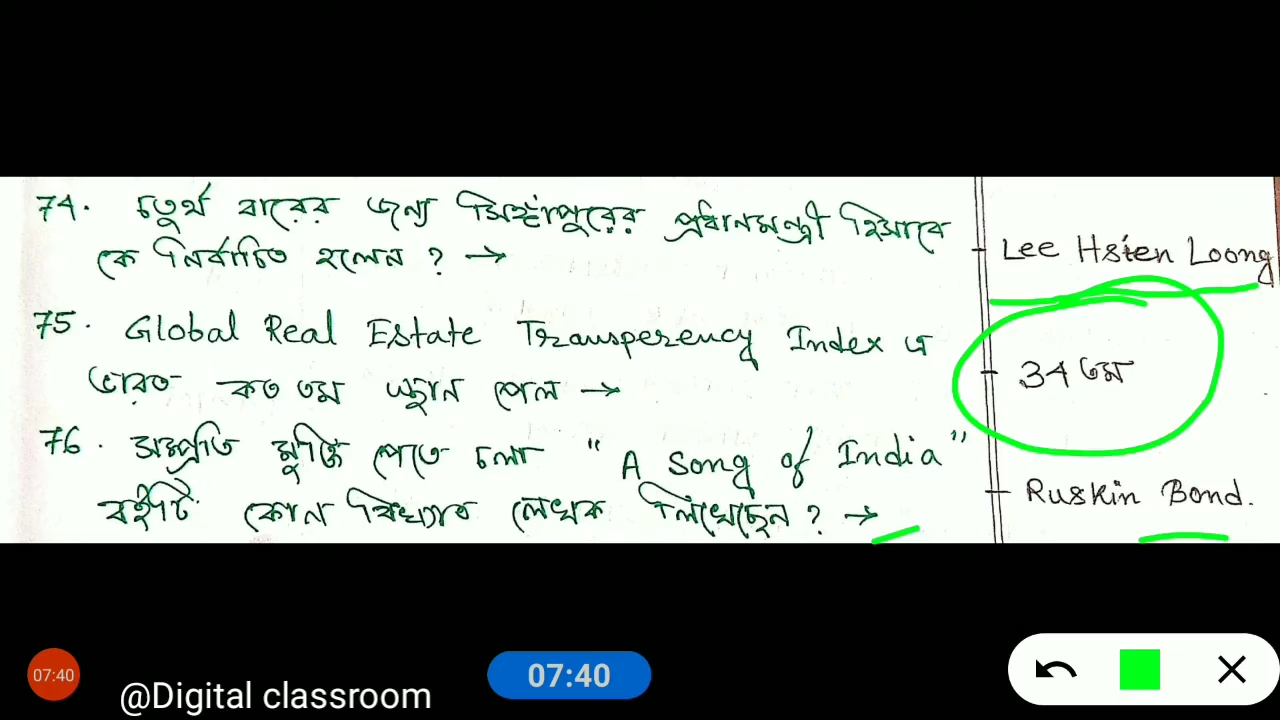 74. চতুর্থ বারের জন্য সিঙ্গাপুরের প্রধানমন্ত্রী হিসাবে
কে নির্বাচিত হলেন ? →
Lee Hsien Loong
75. Global Real Estate Transperency Index এ
ভারত কত তম স্থান পেল →
34 তম
76. সম্প্রতি মুক্তি পেতে চলা "A Song of India"
বইটি কোন বিখ্যাত লেখক লিখেছেন ? →
Ruskin Bond.
07:40
@Digital classroom
07:40